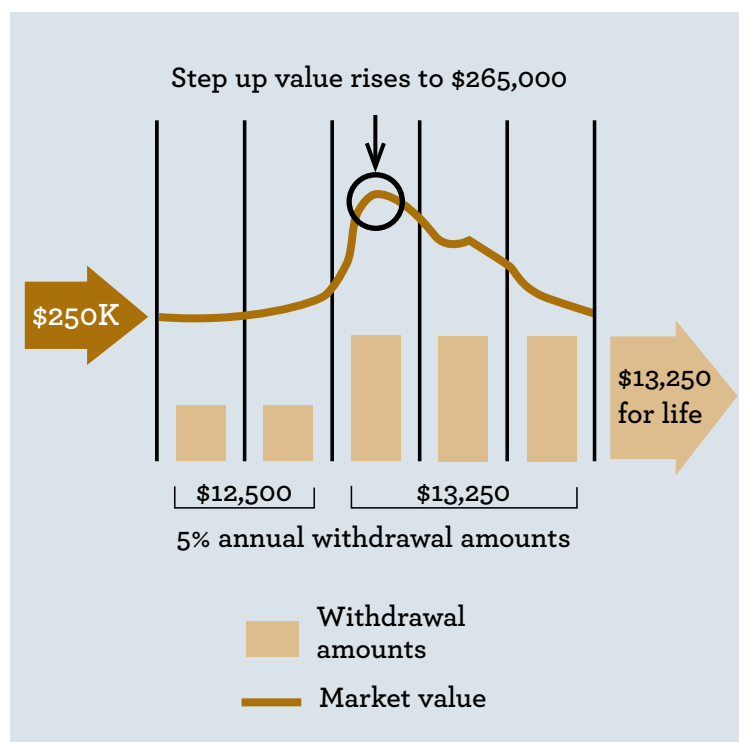 Step up value rises to $265,000
$250K
$13,250
for life
$12,500
$13,250
5% annual withdrawal amounts
Withdrawal
amounts
Market value